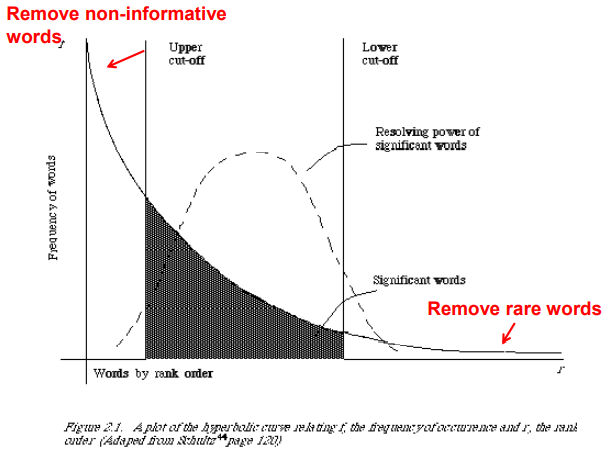 Remove non-informative
words
f
Upper
cut-off
Lower
cut-off
Resolving power of
significant words
Frequency of words
Significant words
Remove rare words
r
Words by rank order
Figure 2.1. A plot of the hyperbolic curve relating f, the frequency of occurrence and r, the rank
order (Adaped from Schultz 44 page 120)